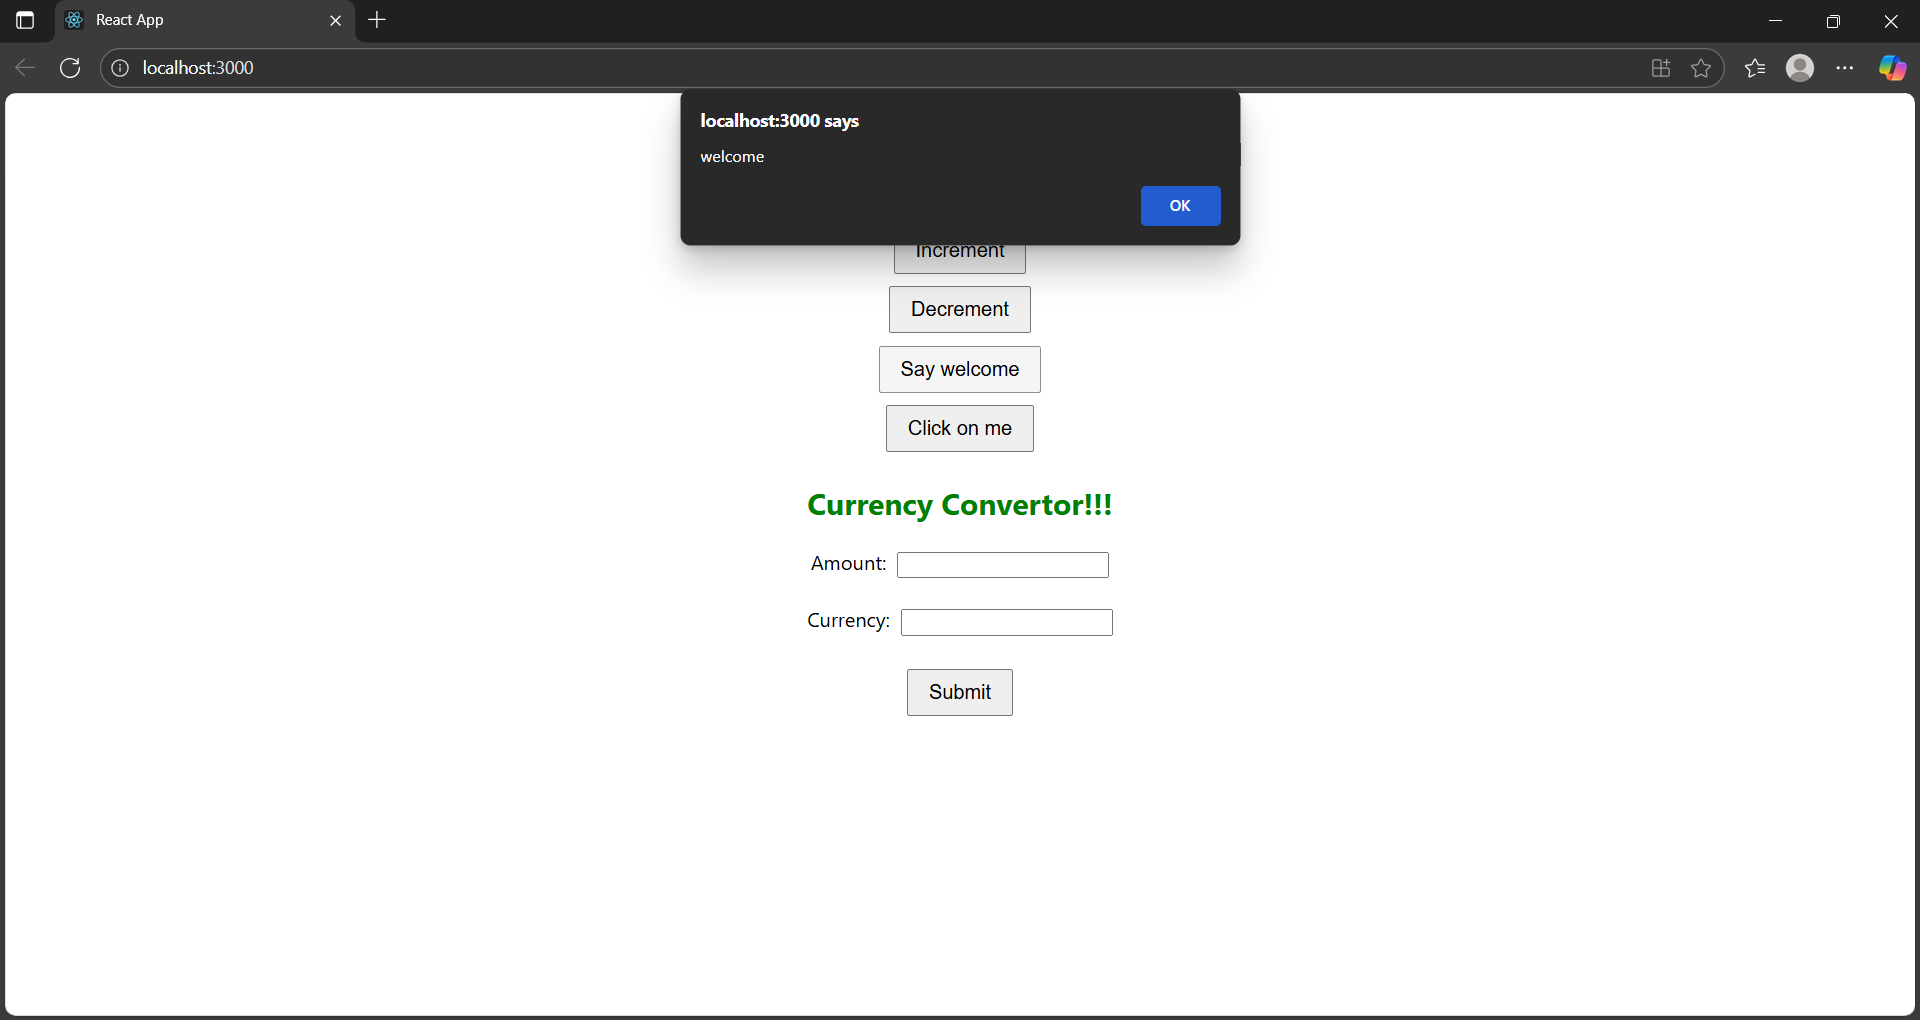 React App
localhost:3000
localhost:3000 says
welcome
OK
Increment
Decrement
Say welcome
Click on me
Currency Convertor!!!
Amount:
Currency:
Submit